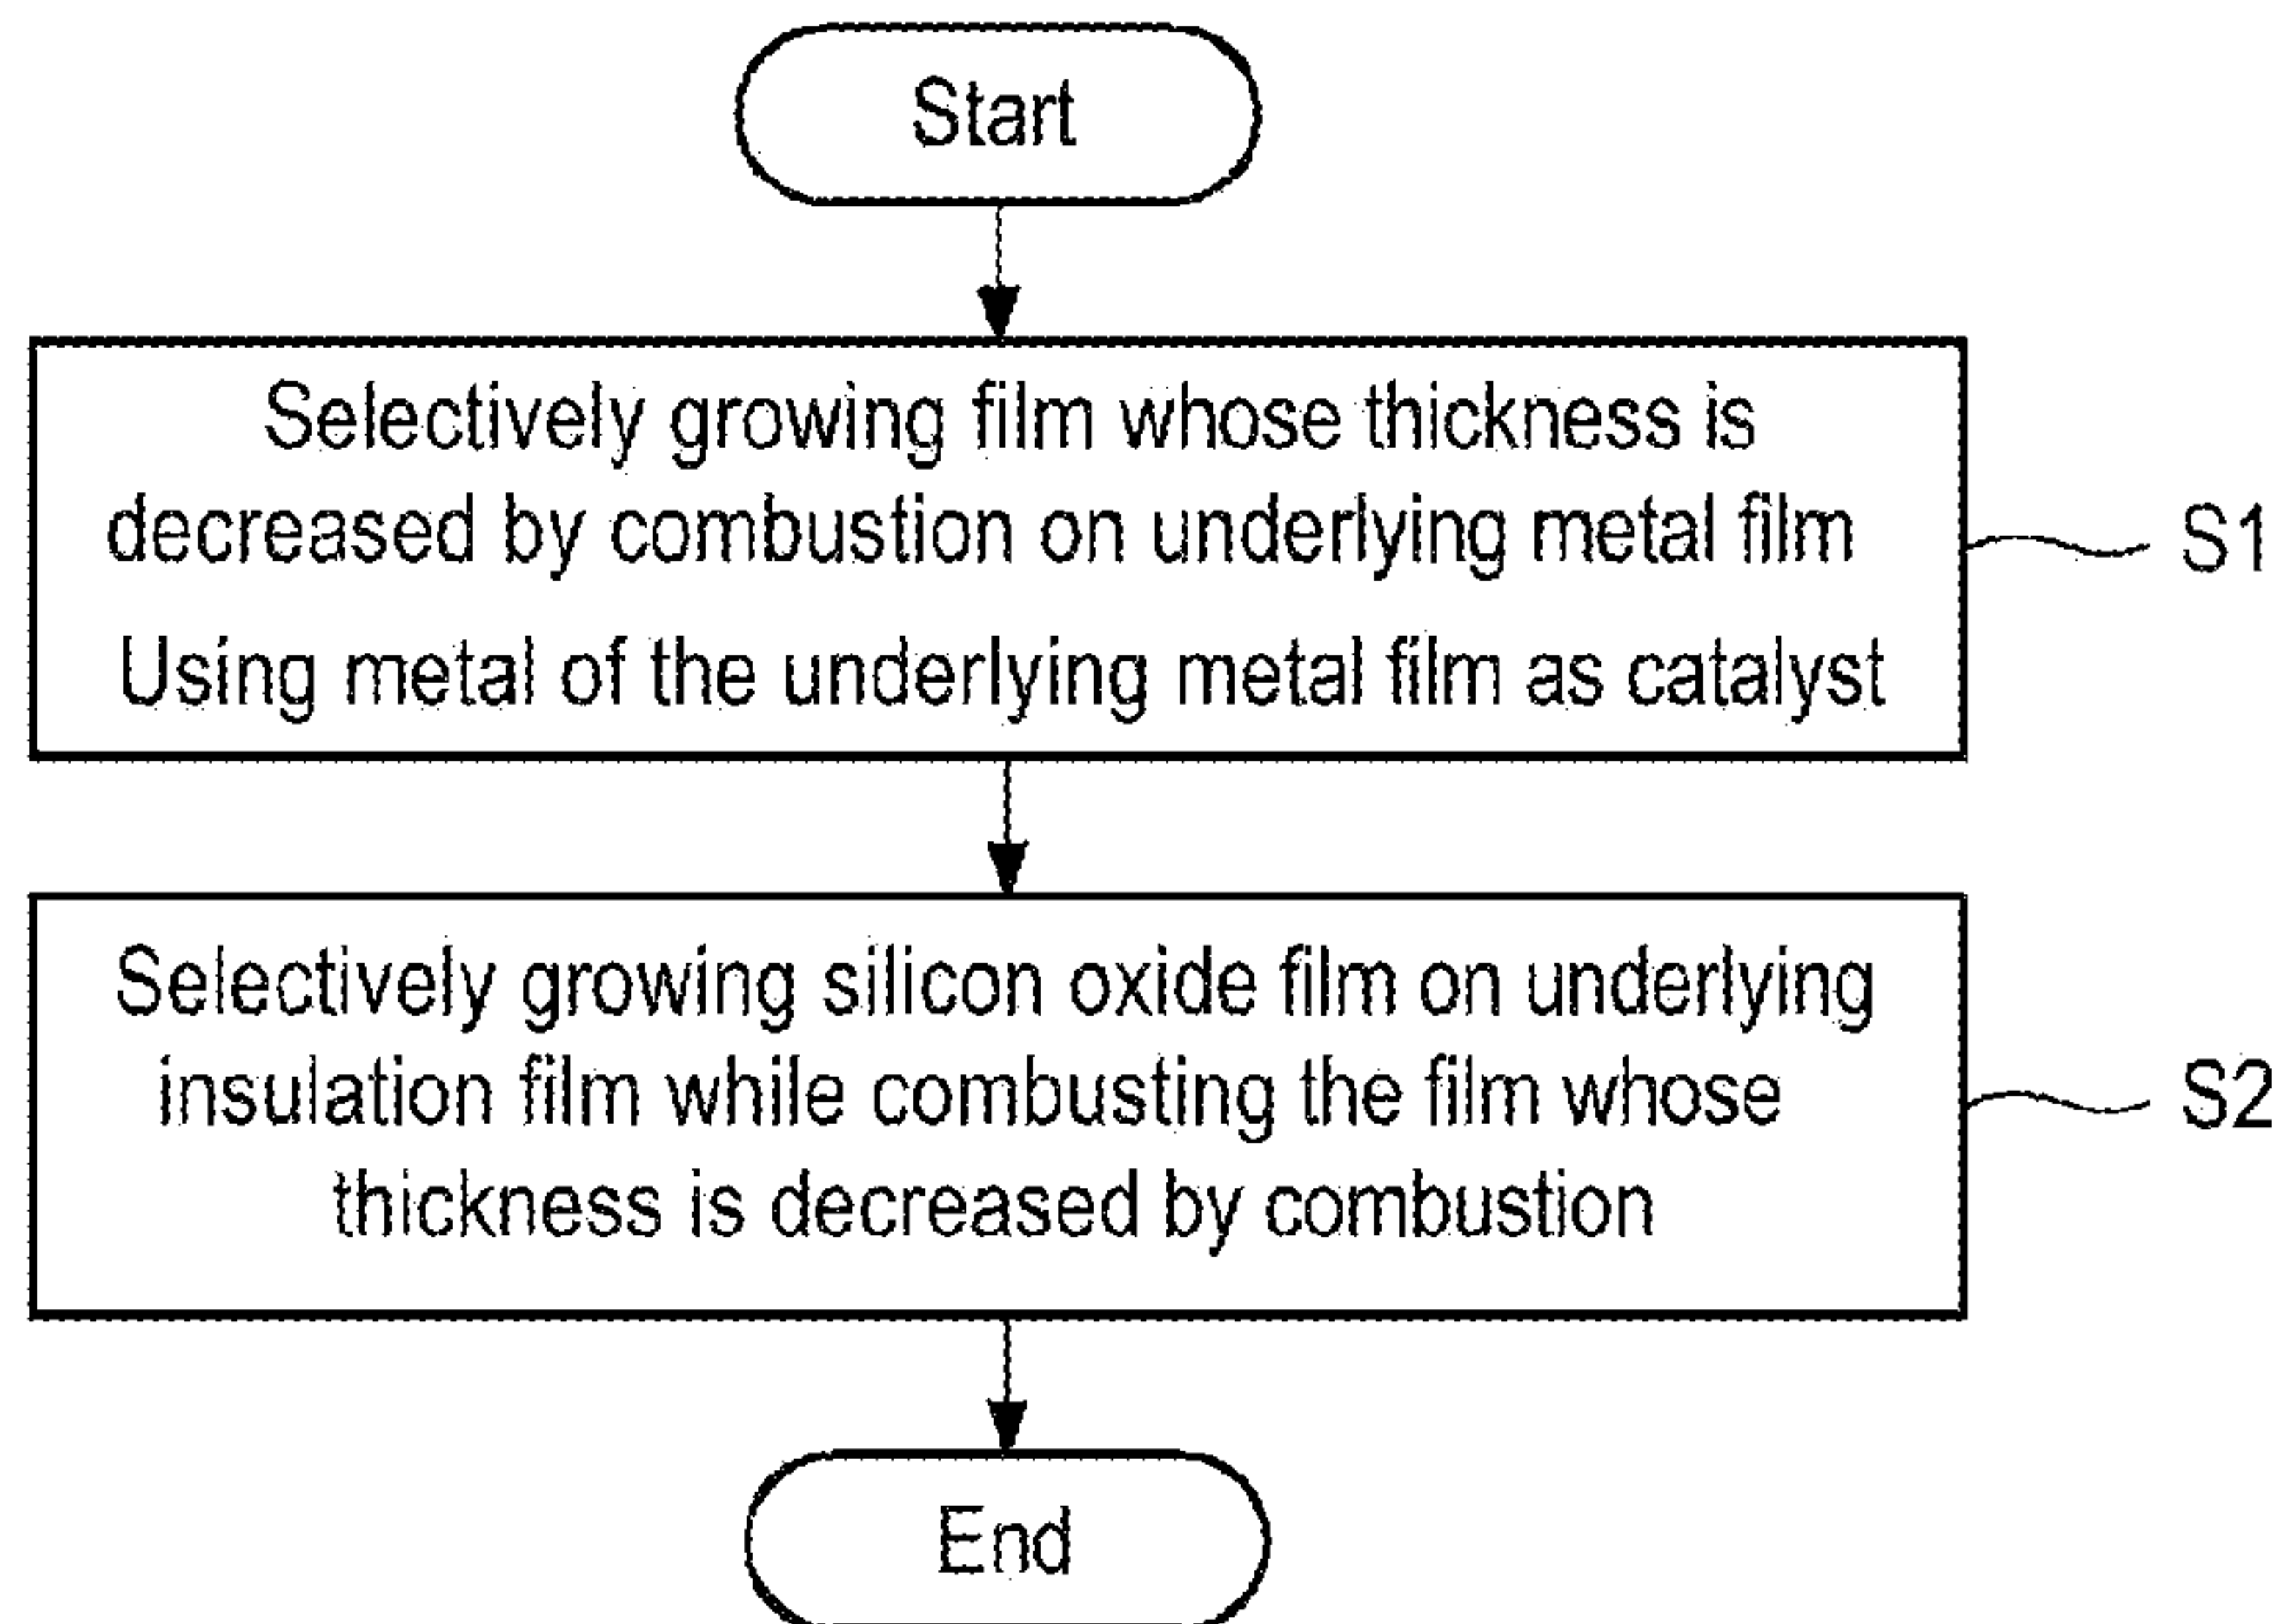 Start
Selectively growing film whose thickness is
decreased by combustion on underlying metal film
Using metal of the underlying metal film as catalyst
S1
Selectively growing silicon oxide film on underlying
insulation film while combusting the film whose
thickness is decreased by combustion
S2
End